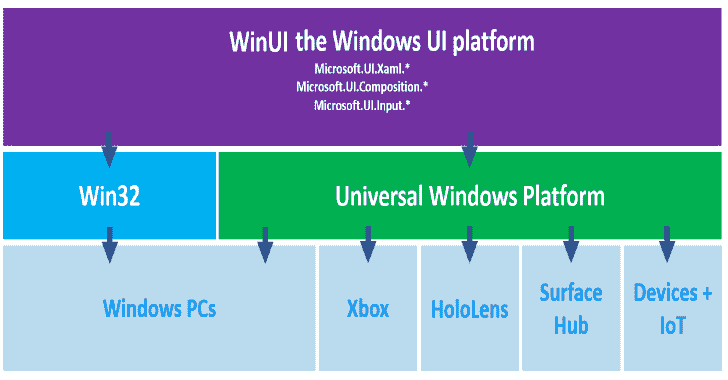 WinUI the Windows UI platform
Microsoft.UI.Xaml.*
Microsoft.UI.Composition.*
Microsoft.UI.Input.*
Win32
Universal Windows Platform
Windows PCs
Xbox
HoloLens
Surface
Hub
Devices +
IoT